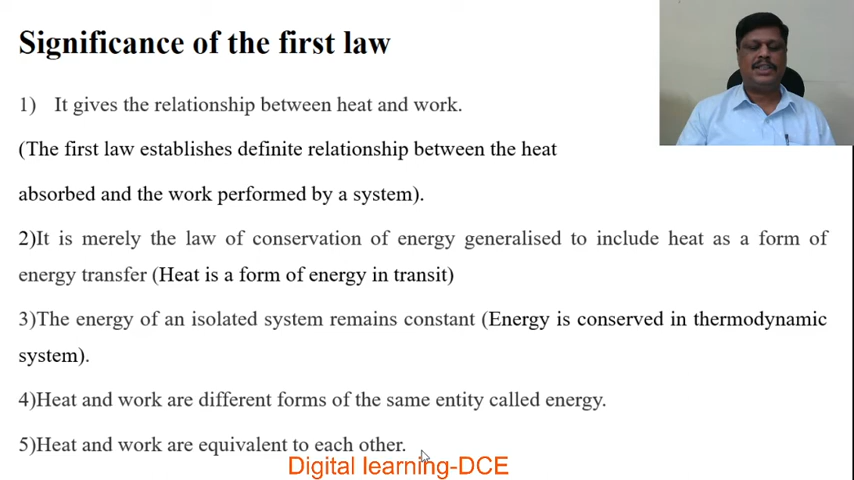 Significance of the first law
1) It gives the relationship between heat and work.
(The first law establishes definite relationship between the heat
absorbed and the work performed by a system).
2)It is merely the law of conservation of energy generalised to include heat as a form of
energy transfer (Heat is a form of energy in transit)
3)The energy of an isolated system remains constant (Energy is conserved in thermodynamic
system).
4)Heat and work are different forms of the same entity called energy.
5)Heat and work are equivalent to each other.
Digital learning-DCE